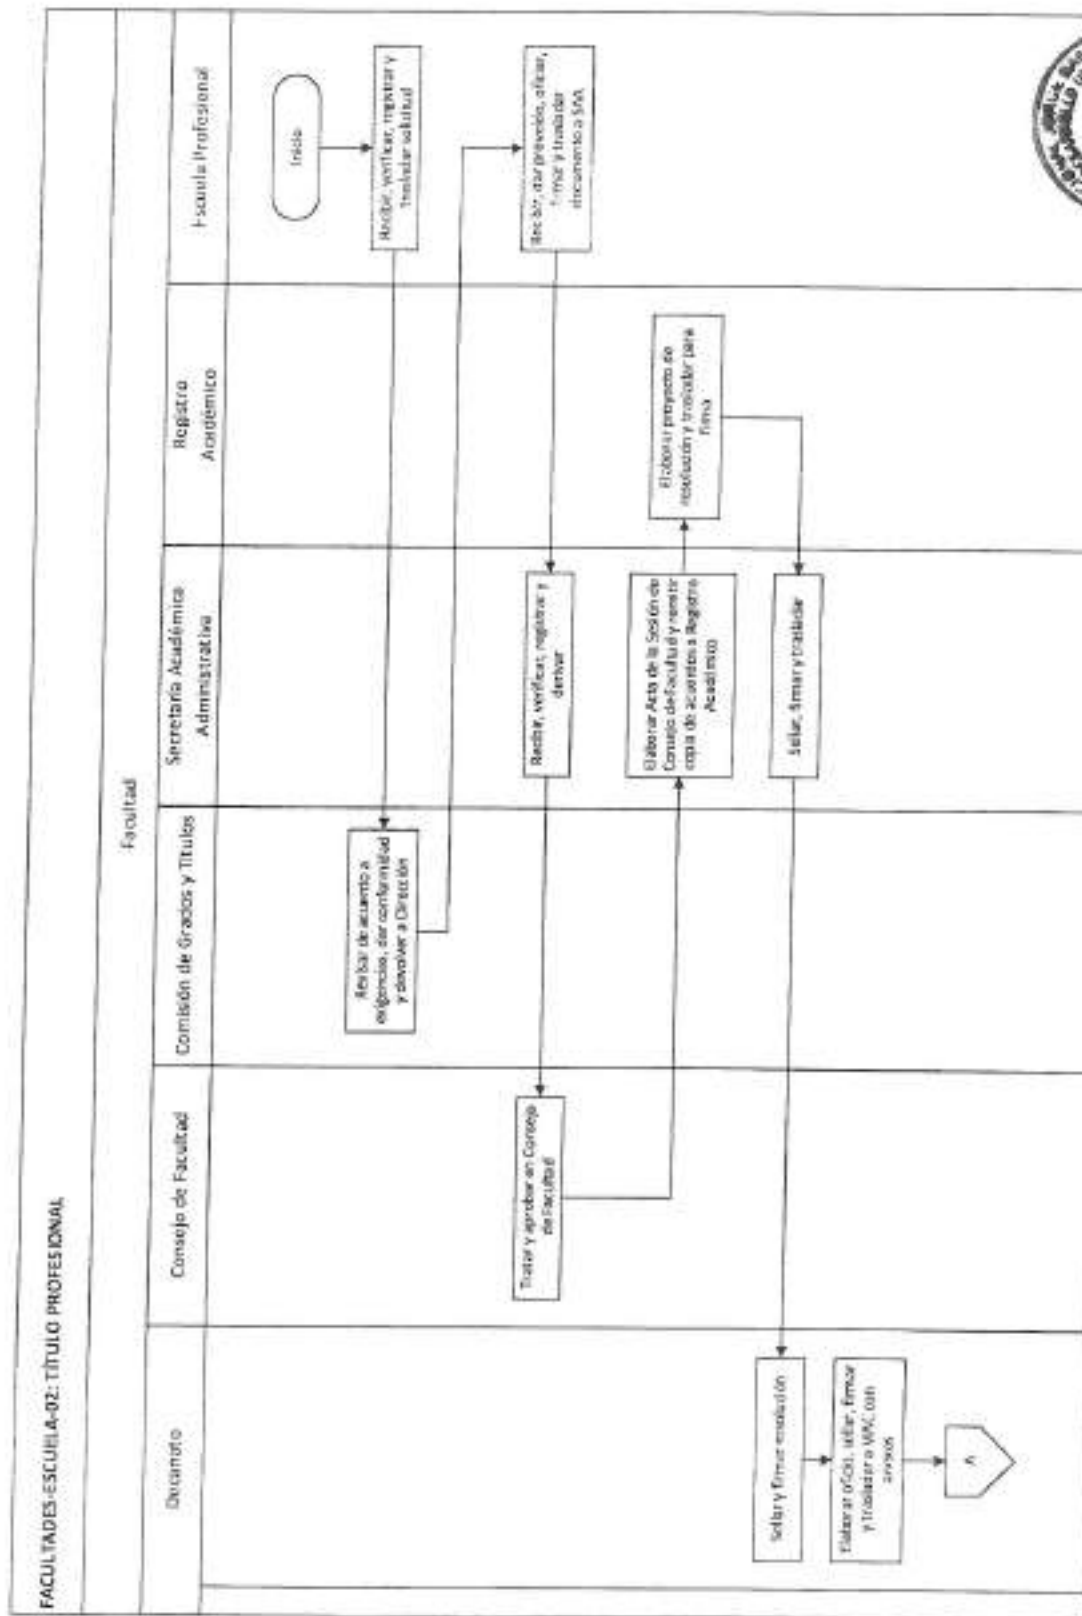 FACULTADES-ESCUELA-02: TÍTULO PROFESIONAL
Facultad
Decanato
Consejo de Facultad
Comisión de Grados y Títulos
Secretaría Académica
Administrativa
Registro
Académico
Escuela Profesional
Inicio
Recibir, verificar, registrar y
trasladar solicitud
Revisar de acuerdo a
exigencias, dar conformidad
y devolver a Dirección
Recibir, dar proveído, oficiar,
firmar y trasladar
documento a SAA
Recibir, verificar, registrar y
derivar
Tratar y aprobar en Consejo
de Facultad
Elaborar Acta de la Sesión de
Consejo de Facultad y remitir
copia de acuerdos a Registro
Académico
Elaborar proyecto de
resolución y trasladar para
firma
Sellar, firmar y trasladar
Sellar y firmar resolución
Elaborar oficio, sellar, firmar
y trasladar a VRAC con
anexos
A